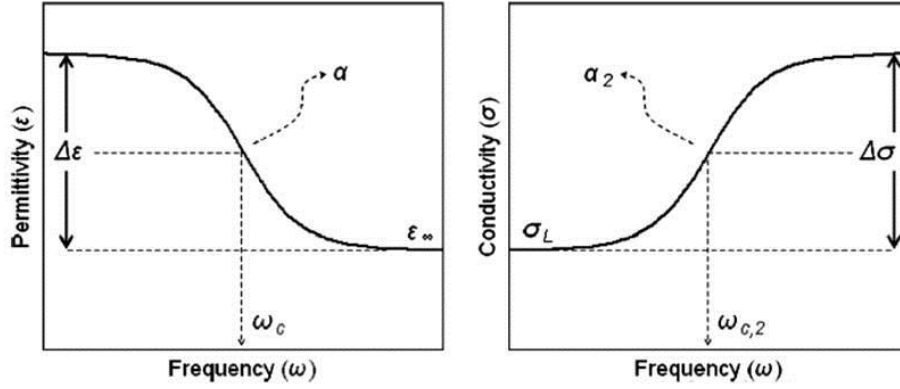 Permittivity (ε)
Δε
α
ε∞
ωc
Frequency (ω)
Conductivity (σ)
α2
Δσ
σL
ωc,2
Frequency (ω)